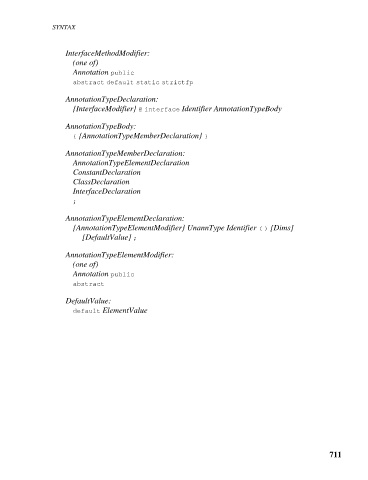 SYNTAX
InterfaceMethodModifier:
(one of)
Annotation public
abstract default static strictfp
AnnotationTypeDeclaration:
{InterfaceModifier} @ interface Identifier AnnotationTypeBody
AnnotationTypeBody:
{ {AnnotationTypeMemberDeclaration} }
AnnotationTypeMemberDeclaration:
AnnotationTypeElementDeclaration
ConstantDeclaration
ClassDeclaration
InterfaceDeclaration
;
AnnotationTypeElementDeclaration:
{AnnotationTypeElementModifier} UnannType Identifier ( ) [Dims]
[DefaultValue] ;
AnnotationTypeElementModifier:
(one of)
Annotation public
abstract
DefaultValue:
default ElementValue
711